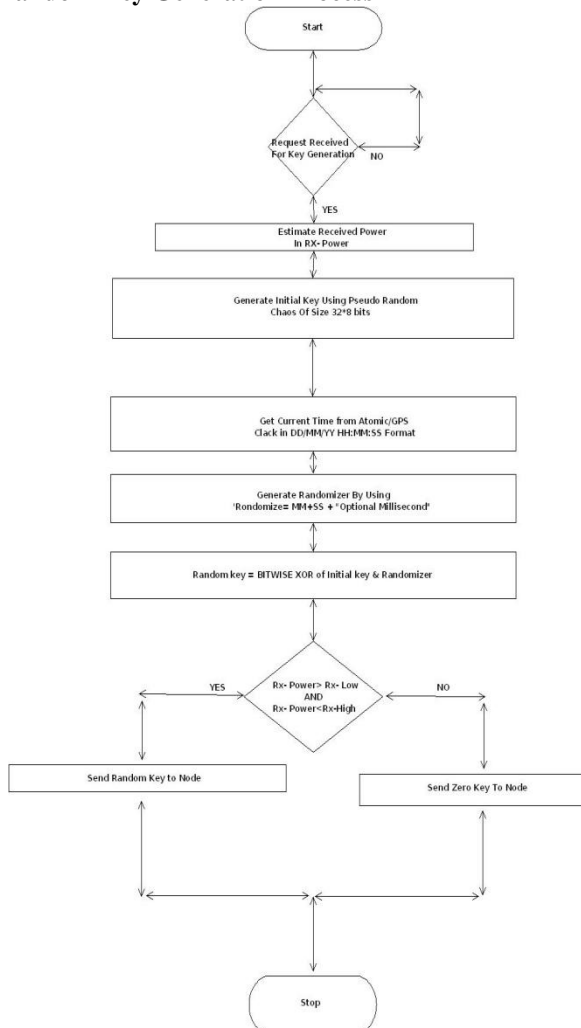 Key Generation Process
Start
Request Received
For Key Generation
NO
YES
Estimate Received Power
In RX- Power
Generate Initial Key Using Pseudo Random
Chaos Of Size 32*8 bits
Get Current Time from Atomic/GPS
Clack in DD/MM/YY HH:MM:SS Format
Generate Randomizer By Using
'Rondomize= MM+SS + "Optional Millisecond"
Random key = BITWISE XOR of Initial key & Randomizer
YES
Rx- Power> Rx- Low
AND
Rx- Power<Rx-High
NO
Send Random Key to Node
Send Zero Key To Node
Stop